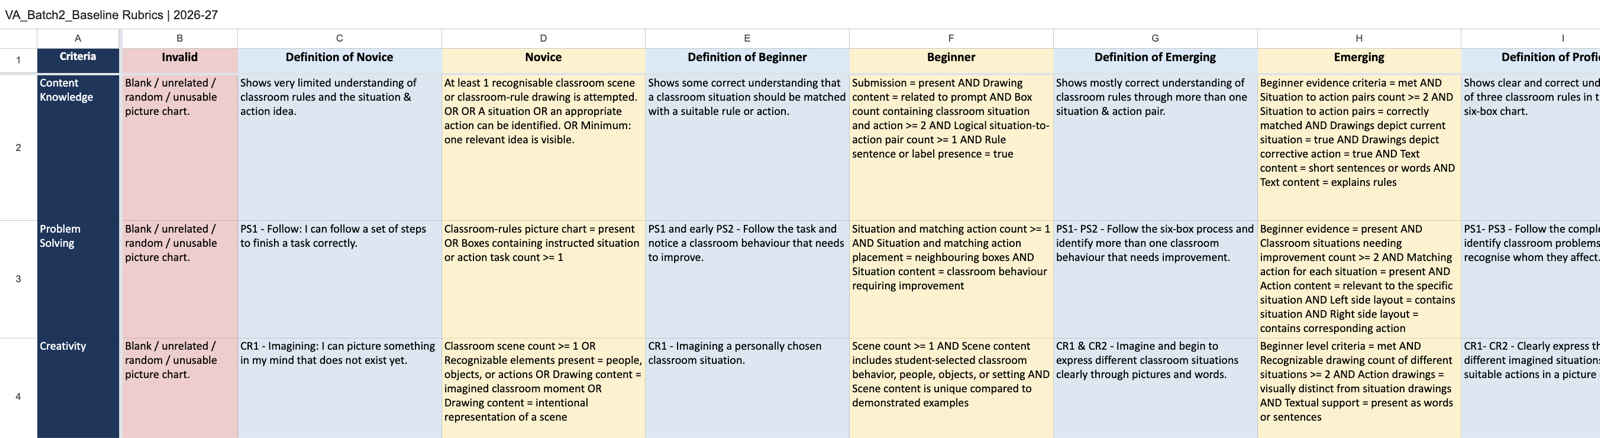 VA_Batch2_Baseline Rubrics | 2026-27
A B C D E F G H I
1 Criteria Invalid Definition of Novice Novice Definition of Beginner Beginner Definition of Emerging Emerging Definition of
2
Content
Knowledge
Blank / unrelated /
random / unusable
picture chart.
Shows very limited understanding of
classroom rules and the situation &
action idea.
At least 1 recognisable classroom scene
or classroom-rule drawing is attempted.
OR OR A situation OR an appropriate
action can be identified. OR Minimum:
one relevant idea is visible.
Shows some correct understanding that
a classroom situation should be matched
with a suitable rule or action.
Submission = present AND Drawing
content = related to prompt AND Box
count containing classroom situation
and action >= 2 AND Logical situation-to-
action pair count >= 1 AND Rule
sentence or label presence = true
Shows mostly correct understanding of
classroom rules through more than one
situation & action pair.
Beginner evidence criteria = met AND
Situation to action pairs count >= 2 AND
Situation to action pairs = correctly
matched AND Drawings depict current
situation = true AND Drawings depict
corrective action = true AND Text
content = short sentences or words AND
Text content = explains rules
Shows clear and correct
of three classroom rules in
six-box chart.
3
Problem
Solving
Blank / unrelated /
random / unusable
picture chart.
PS1 - Follow: I can follow a set of steps
to finish a task correctly.
Classroom-rules picture chart = present
OR Boxes containing instructed situation
or action task count >= 1
PS1 and early PS2 - Follow the task and
notice a classroom behaviour that needs
to improve.
Situation and matching action count >= 1
AND Situation and matching action
placement = neighbouring boxes AND
Situation content = classroom behaviour
requiring improvement
PS1- PS2 - Follow the six-box process and
identify more than one classroom
behaviour that needs improvement.
Beginner evidence = present AND
Classroom situations needing
improvement count >= 2 AND Matching
action for each situation = present AND
Action content = relevant to the specific
situation AND Left side layout = contains
situation AND Right side layout =
contains corresponding action
PS1- PS3 - Follow the
identify classroom problems
recognise whom they affect.
4
Creativity
Blank / unrelated /
random / unusable
picture chart.
CR1 - Imagining: I can picture something
in my mind that does not exist yet.
Classroom scene count >= 1 OR
Recognizable elements present = people,
objects, or actions OR Drawing content =
imagined classroom moment OR
Drawing content = intentional
representation of a scene
CR1 - Imagining a personally chosen
classroom situation.
Scene count >= 1 AND Scene content
includes student-selected classroom
behavior, people, objects, or setting AND
Scene content is unique compared to
demonstrated examples
CR1 & CR2 - Imagine and begin to
express different classroom situations
clearly through pictures and words.
Beginner level criteria = met AND
Recognizable drawing count of different
situations >= 2 AND Action drawings =
visually distinct from situation drawings
AND Textual support = present as words
or sentences
CR1- CR2 - Clearly express
different imagined
suitable actions in a picture